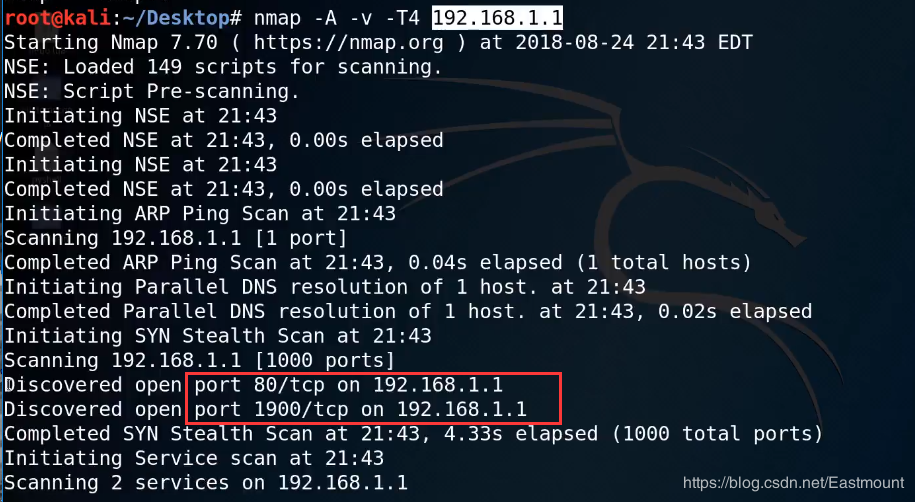 root@kali:~/Desktop# nmap -A -v -T4 192.168.1.1
Starting Nmap 7.70 ( https://nmap.org ) at 2018-08-24 21:43 EDT
NSE: Loaded 149 scripts for scanning.
NSE: Script Pre-scanning.
Initiating NSE at 21:43
Completed NSE at 21:43, 0.00s elapsed
Initiating NSE at 21:43
Completed NSE at 21:43, 0.00s elapsed
Initiating ARP Ping Scan at 21:43
Scanning 192.168.1.1 [1 port]
Completed ARP Ping Scan at 21:43, 0.04s elapsed (1 total hosts)
Initiating Parallel DNS resolution of 1 host. at 21:43
Completed Parallel DNS resolution of 1 host. at 21:43, 0.02s elapsed
Initiating SYN Stealth Scan at 21:43
Scanning 192.168.1.1 [1000 ports]
Discovered open port 80/tcp on 192.168.1.1
Discovered open port 1900/tcp on 192.168.1.1
Completed SYN Stealth Scan at 21:43, 4.33s elapsed (1000 total ports)
Initiating Service scan at 21:43
Scanning 2 services on 192.168.1.1
https://blog.csdn.net/Eastmount